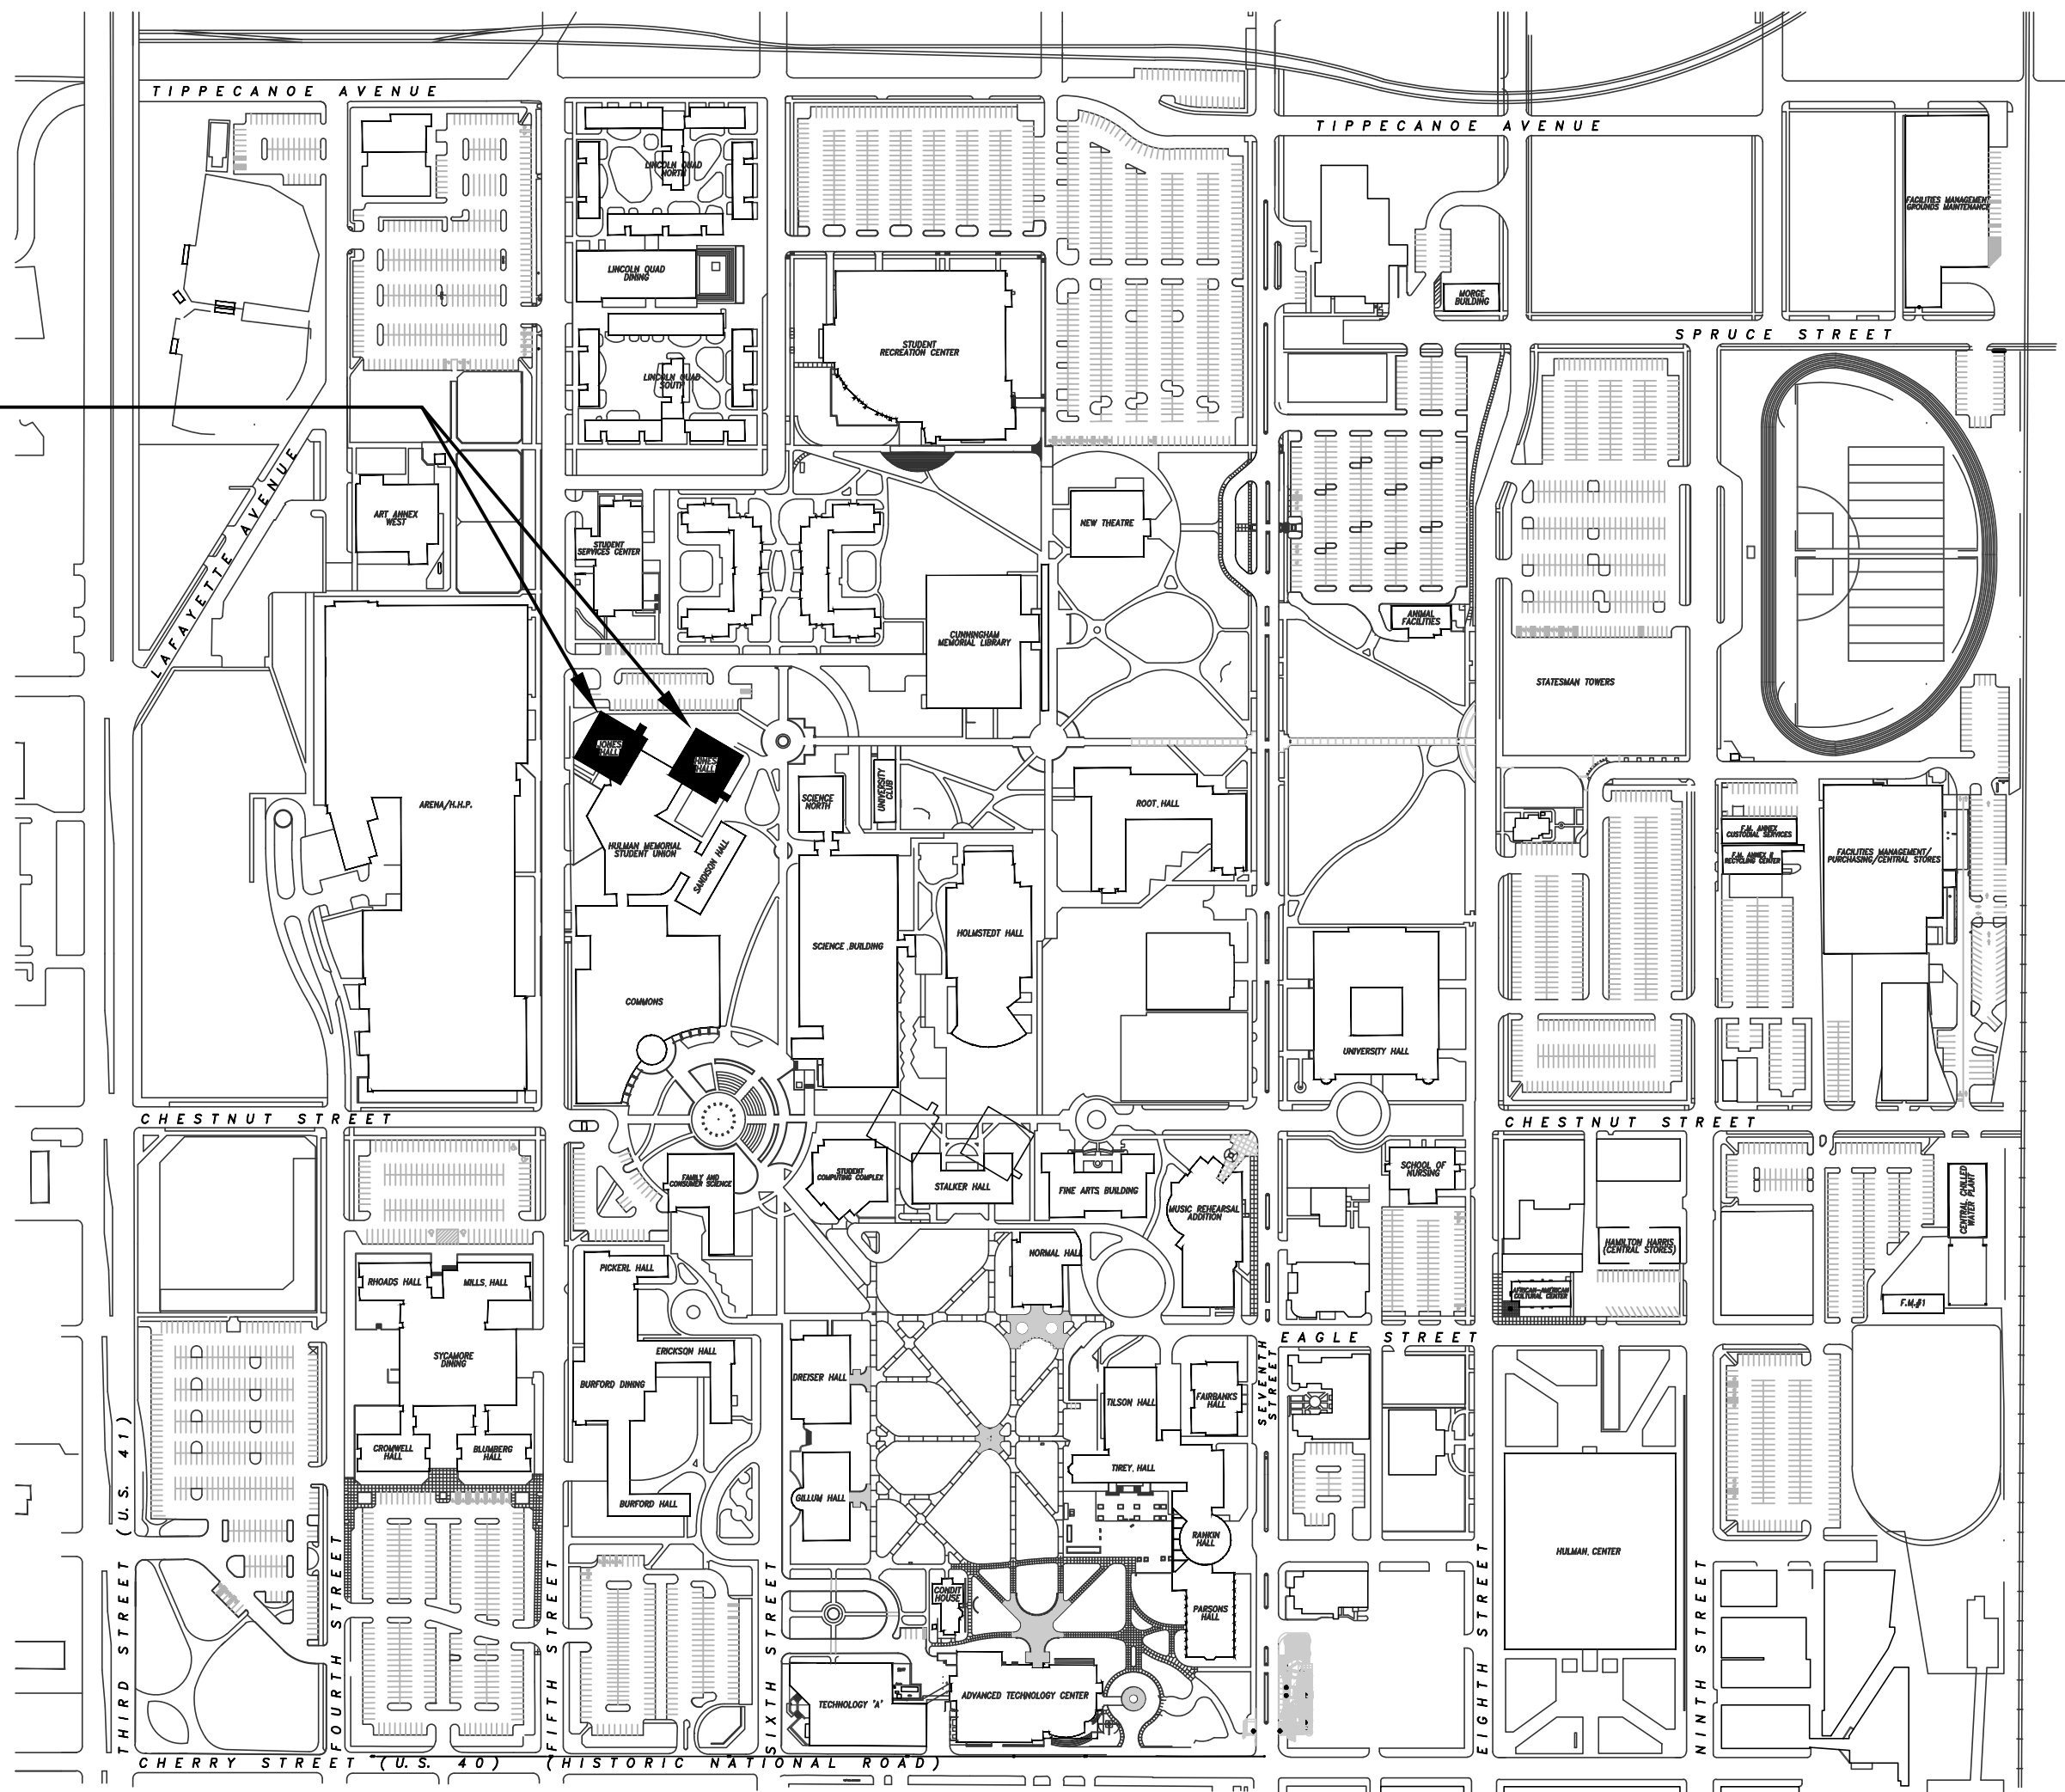 TIPPECANOE AVENUE
TIPPECANOE AVENUE
LINCOLN QUAD
NORTH
FACILITIES MANAGEMENT
GROUNDS MAINTENANCE
LINCOLN QUAD
DINING
MORGE
BUILDING
SPRUCE STREET
STUDENT
RECREATION CENTER
LINCOLN QUAD
SOUTH
LAFAYETTE AVENUE
ART ANNEX
WEST
STUDENT
SERVICES CENTER
NEW THEATRE
CUNNINGHAM
MEMORIAL LIBRARY
ANIMAL
FACILITIES
STATESMAN TOWERS
JONES
HALL
HINES
HALL
ARENA/H.H.P.
SCIENCE
NORTH
UNIVERSITY
CLUB
ROOT HALL
HULMAN MEMORIAL
STUDENT UNION
SANDISON HALL
F.M. ANNEX
CUSTODIAL SERVICES
F.M. ANNEX II
RECYCLING CENTER
FACILITIES MANAGEMENT/
PURCHASING/CENTRAL STORES
SCIENCE BUILDING
HOLMSTEDT HALL
COMMONS
UNIVERSITY HALL
CHESTNUT STREET
CHESTNUT STREET
FAMILY AND
CONSUMER SCIENCE
STUDENT
COMPUTING COMPLEX
STALKER HALL
FINE ARTS BUILDING
MUSIC REHEARSAL
ADDITION
SCHOOL OF
NURSING
CENTRAL CHILLED
WATER PLANT
HAMILTON HARRIS
(CENTRAL STORES)
NORMAL HALL
PICKERL HALL
RHOADS HALL
MILLS HALL
AFRICAN-AMERICAN
CULTURAL CENTER
F.M.#1
EAGLE STREET
SYCAMORE
DINING
ERICKSON HALL
BURFORD DINING
DREISER HALL
TILSON HALL
FAIRBANKS
HALL
SEVENTH
STREET
CROMWELL
HALL
BLUMBERG
HALL
TIREY HALL
GILLUM HALL
BURFORD HALL
RANKIN
HALL
HULMAN CENTER
CONDIT
HOUSE
PARSONS
HALL
TECHNOLOGY 'A'
ADVANCED TECHNOLOGY CENTER
THIRD STREET (U.S. 41)
FOURTH STREET
FIFTH STREET
SIXTH STREET
EIGHTH STREET
NINTH STREET
CHERRY STREET (U.S. 40) (HISTORIC NATIONAL ROAD)